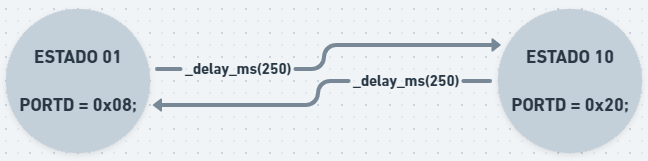 ESTADO 01
PORTD = 0x08;
_delay_ms(250)
_delay_ms(250)
ESTADO 10
PORTD = 0x20;